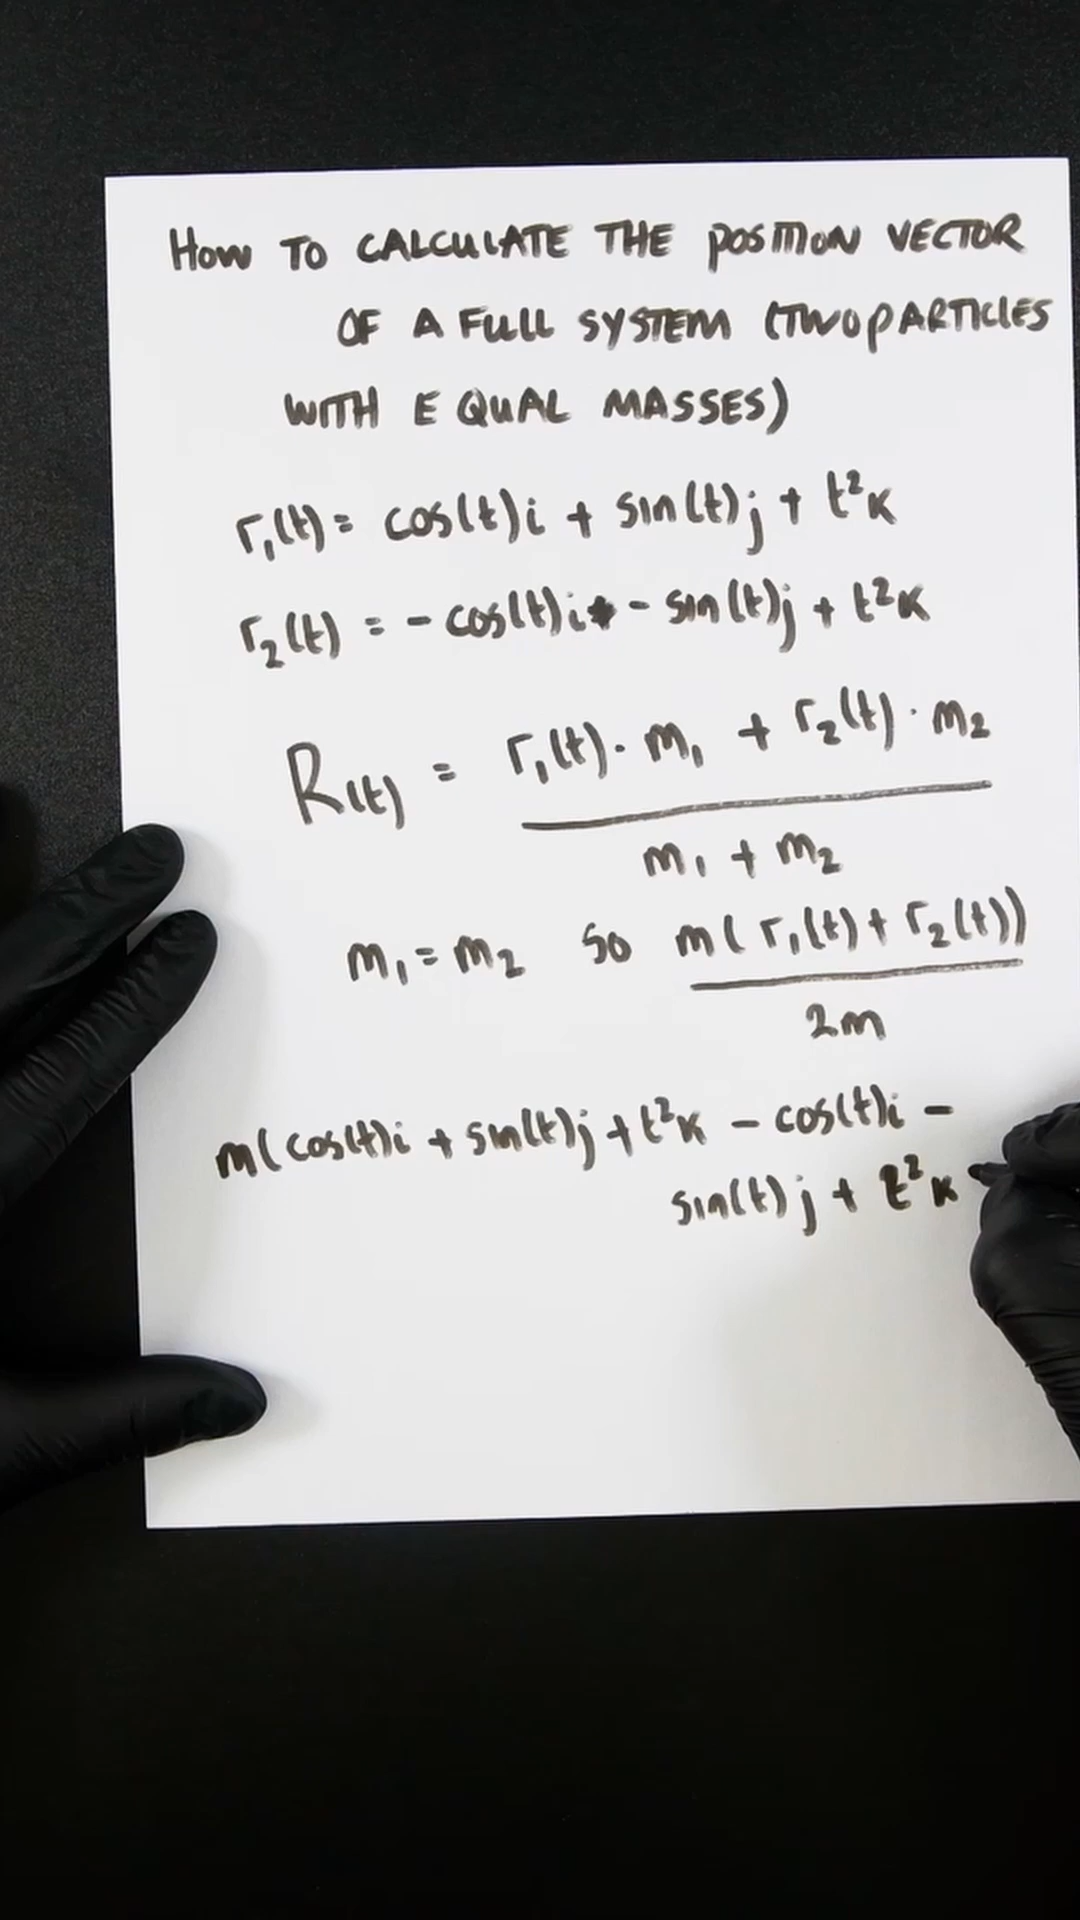 HOW TO CALCULATE THE POSITION VECTOR
OF A FULL SYSTEM (TWO PARTICLES
WITH EQUAL MASSES)
r₁(t) = cos(t)i + sin(t)j + t²k
r₂(t) = - cos(t)i - sin(t)j + t²k
R(t) = r₁(t) · m₁ + r₂(t) · m₂
m₁ + m₂
m₁ = m₂ so m(r₁(t) + r₂(t))
2m
m(cos(t)i + sin(t)j + t²k - cos(t)i -
sin(t)j + t²k